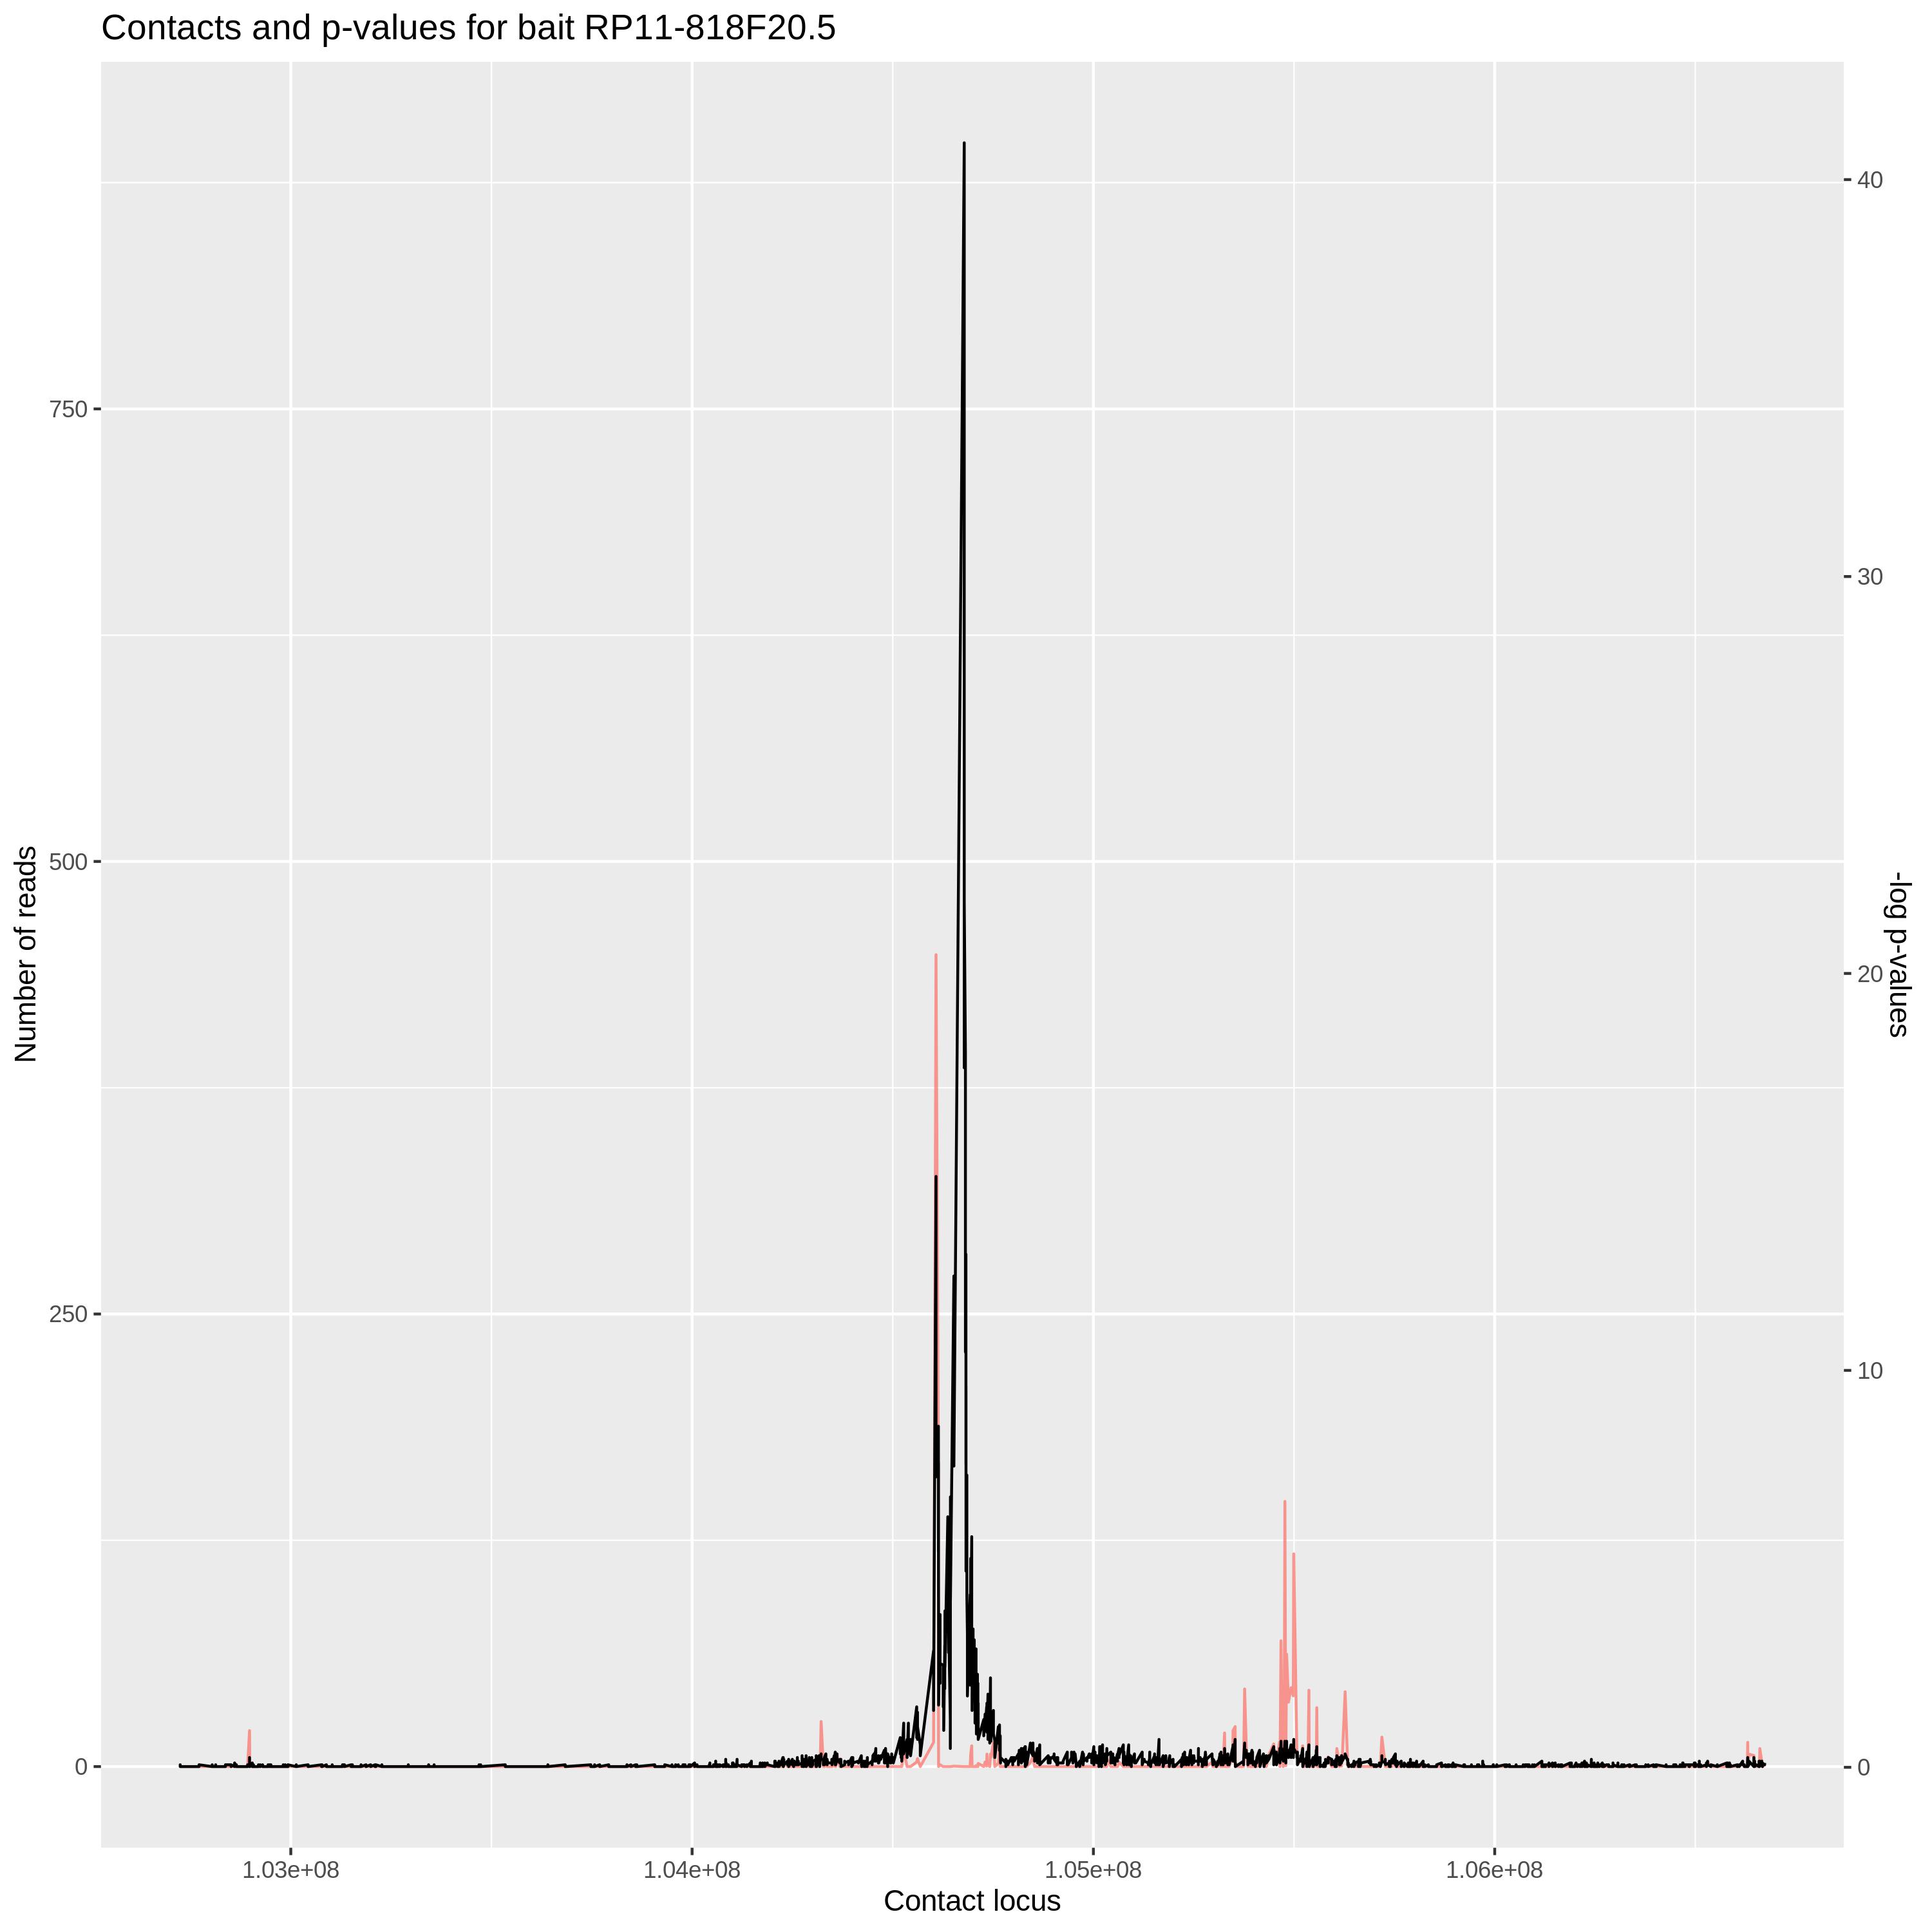 Contacts and p-values for bait RP11-818F20.5
Number of reads
750
500
250
0
40
30
20
10
0
-log p-values
1.03e+08
1.04e+08
1.05e+08
1.06e+08
Contact locus